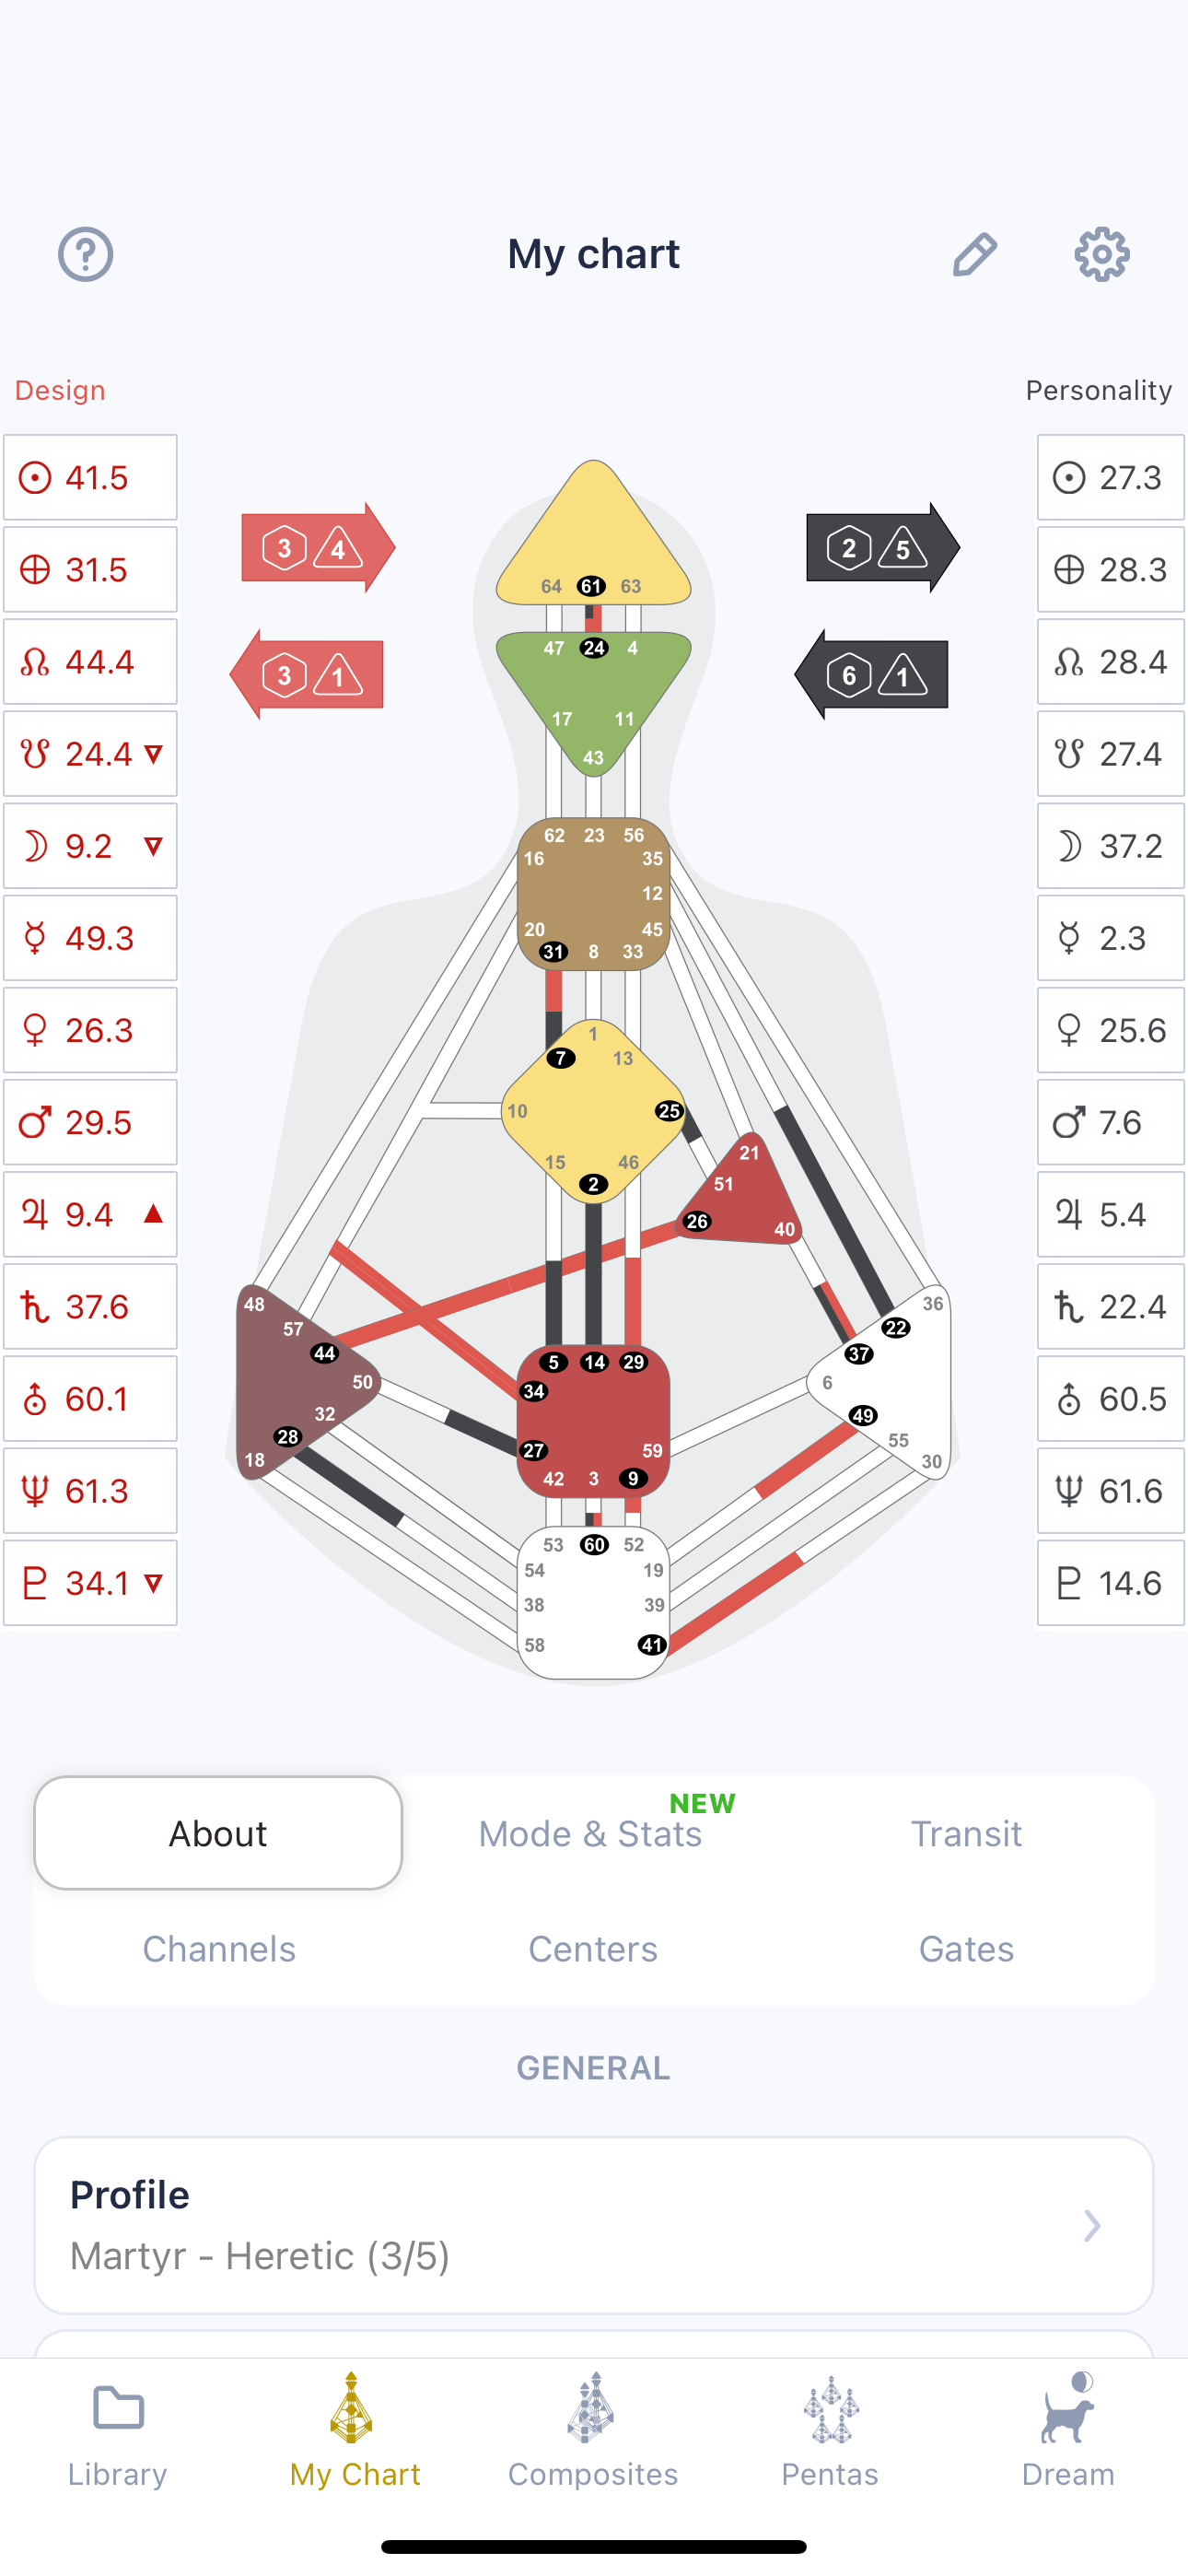 My chart
Design
Personality
41.5
31.5
44.4
24.4
9.2
49.3
26.3
29.5
9.4
37.6
60.1
61.3
34.1
3 4
3 1
2 5
6 1
64 61 63
47 24 4
17 11
43
62 23 56
16 35
12
20 45
31 8 33
1
7 13
10 25
15 46
2
21
51
26 40
48
57
44
50
32
28
18
36
22
37
6
49
55
30
5 14 29
34
27 59
42 3 9
53 60 52
54 19
38 39
58 41
27.3
28.3
28.4
27.4
37.2
2.3
25.6
7.6
5.4
22.4
60.5
61.6
14.6
About
NEW
Mode & Stats
Transit
Channels
Centers
Gates
GENERAL
Profile
Martyr - Heretic (3/5)
Library
My Chart
Composites
Pentas
Dream